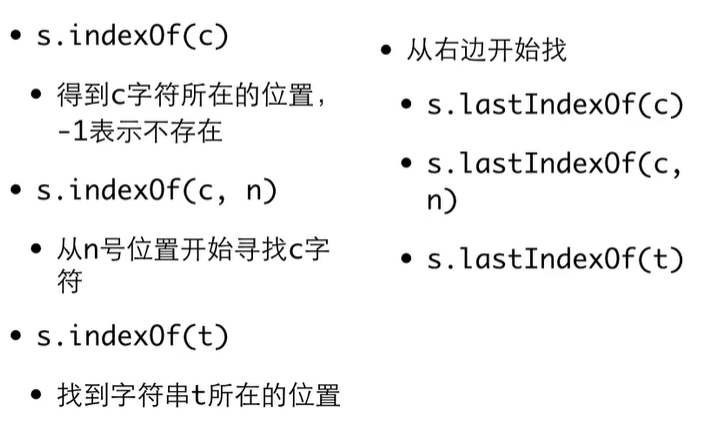 • s.indexOf(c)
• 得到c字符所在的位置，
-1表示不存在
• s.indexOf(c, n)
• 从n号位置开始寻找c字
符
• s.indexOf(t)
• 找到字符串t所在的位置
• 从右边开始找
• s.lastIndexOf(c)
• s.lastIndexOf(c,
n)
• s.lastIndexOf(t)